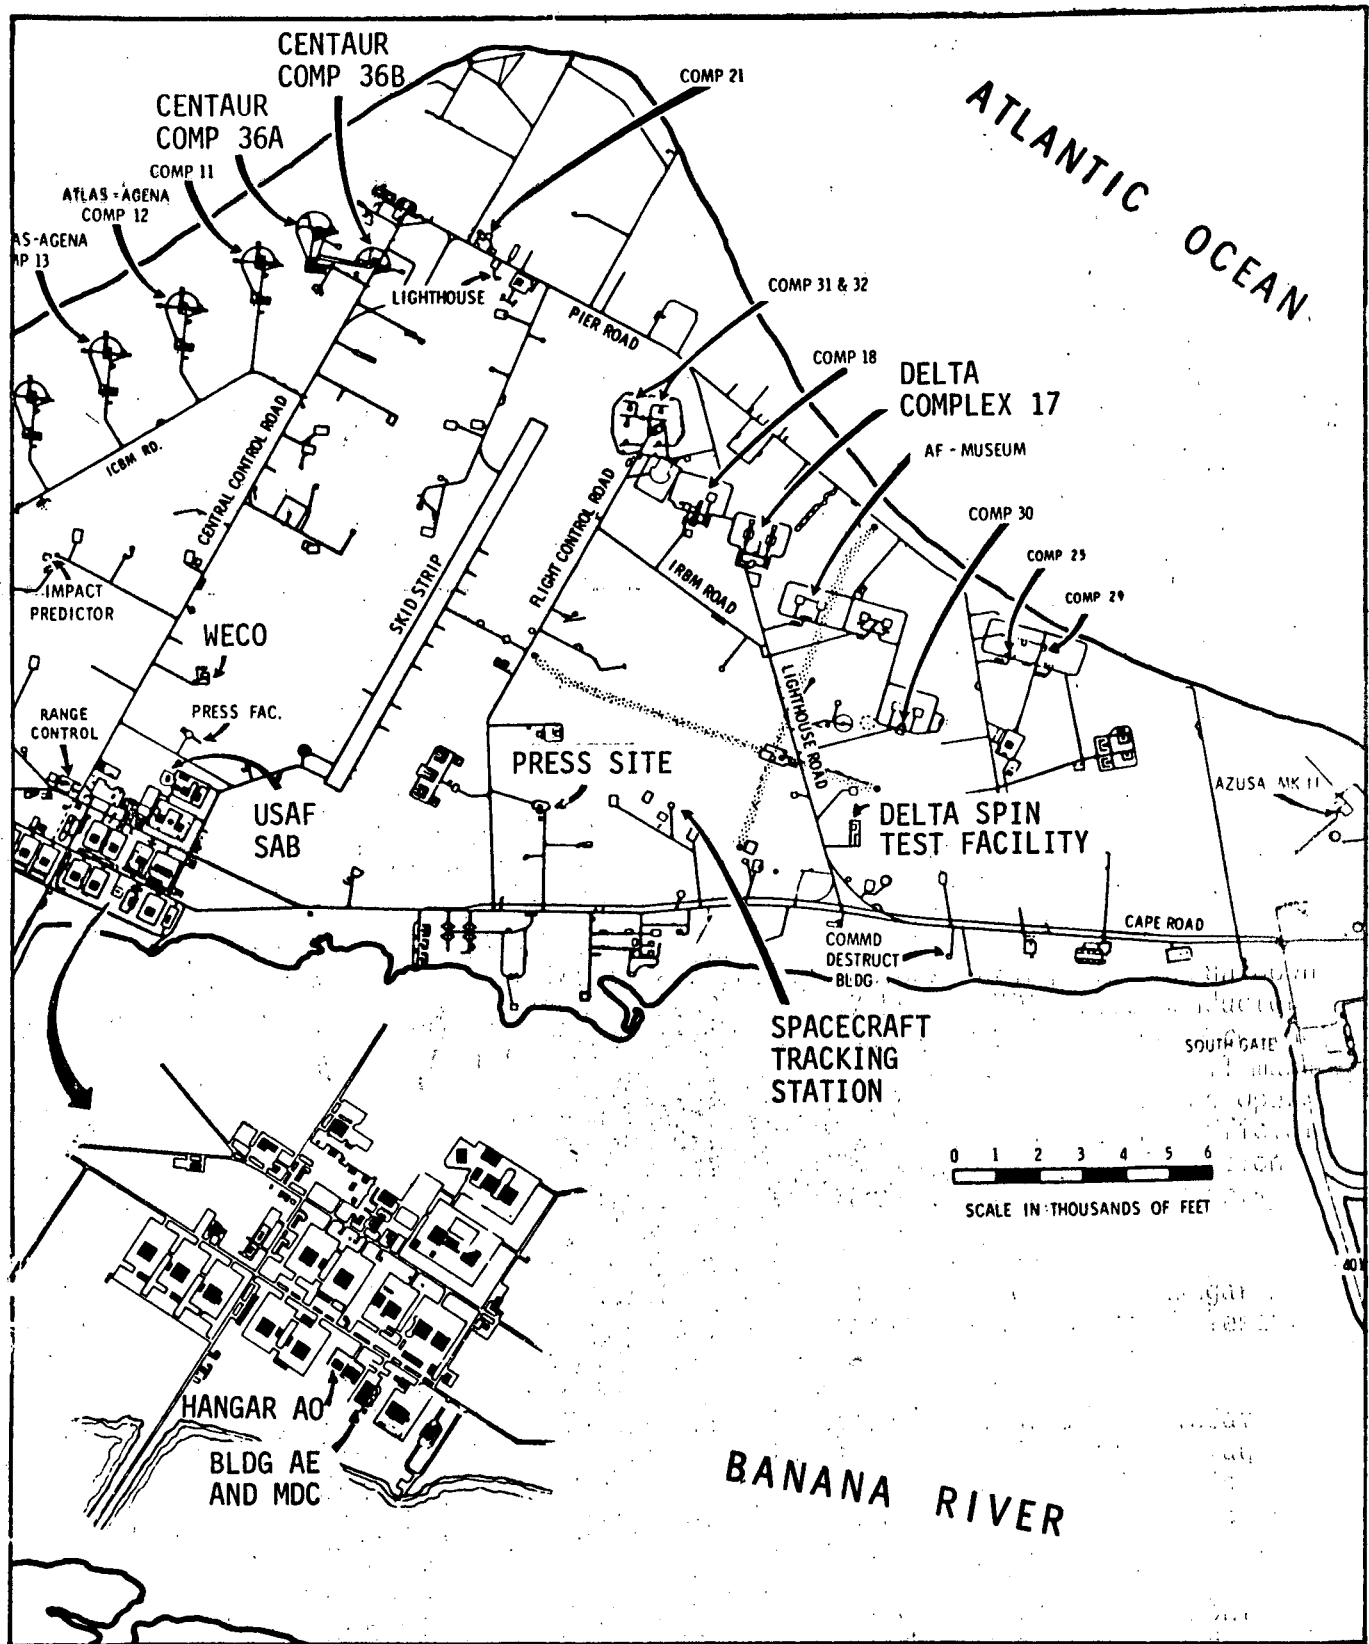 CENTAUR
COMP 36B
COMP 21
CENTAUR
COMP 36A
COMP 11
ATLAS-AGENA
COMP 12
AS-AGENA
MP 13
ATLANTIC
OCEAN
LIGHTHOUSE
PIER ROAD
COMP 31 & 32
COMP 18
DELTA
COMPLEX 17
AF - MUSEUM
COMP 30
COMP 25
COMP 29
ICBM RD.
CENTRAL CONTROL ROAD
SKID STRIP
FLIGHT CONTROL ROAD
IRBM ROAD
LIGHTHOUSE ROAD
IMPACT
PREDICTOR
WECO
PRESS FAC.
RANGE
CONTROL
USAF
SAB
PRESS SITE
DELTA SPIN
TEST FACILITY
AZUSA MK II
CAPE ROAD
COMMD
DESTRUCT
BLDG
SPACECRAFT
TRACKING
STATION
SOUTH GATE
0 1 2 3 4 5 6
SCALE IN THOUSANDS OF FEET
401
HANGAR AO
BLDG AE
AND MDC
BANANA RIVER